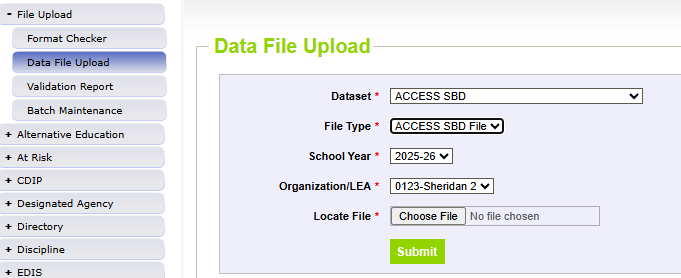 - File Upload
Format Checker
Data File Upload
Validation Report
Batch Maintenance
+ Alternative Education
+ At Risk
+ CDIP
+ Designated Agency
+ Directory
+ Discipline
+ EDIS
Data File Upload
Dataset * ACCESS SBD
File Type * ACCESS SBD File
School Year * 2025-26
Organization/LEA * 0123-Sheridan 2
Locate File * Choose File No file chosen
Submit